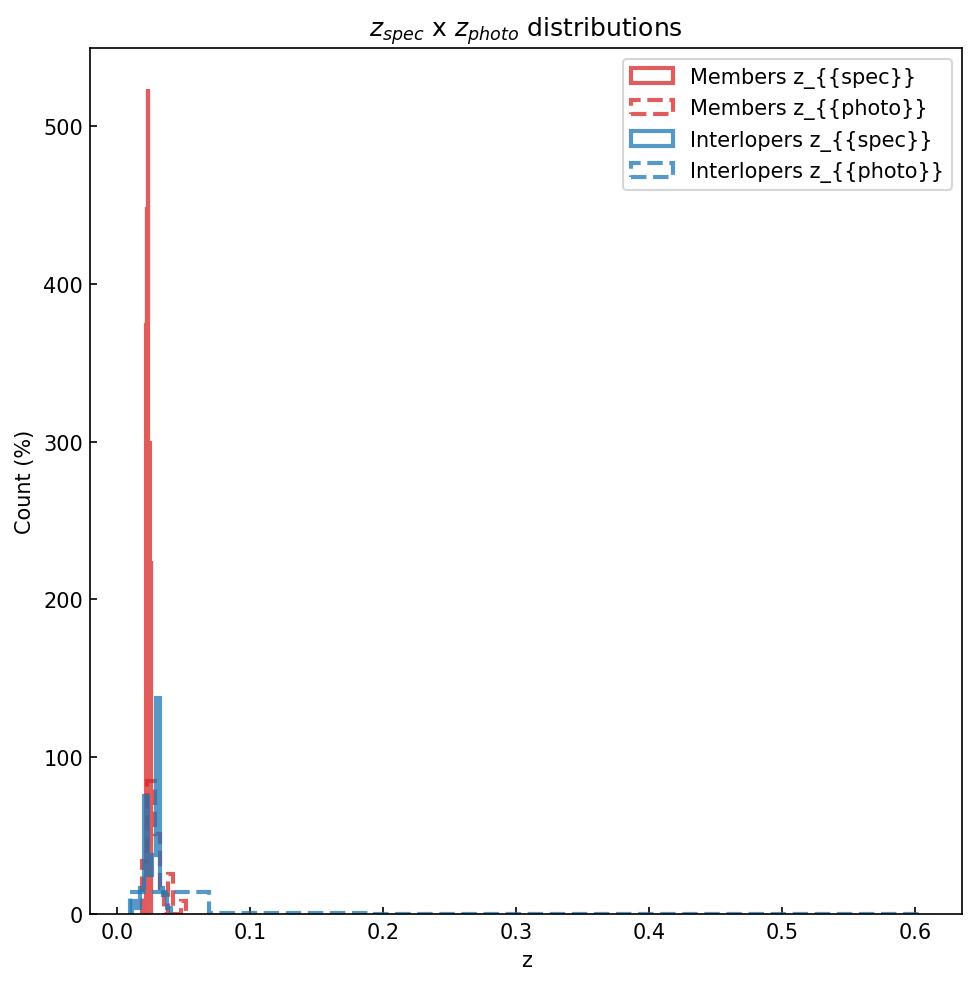 z_spec x z_photo distributions
Members z_{{spec}}
Members z_{{photo}}
Interlopers z_{{spec}}
Interlopers z_{{photo}}
500
400
300
200
100
0
Count (%)
0.0 0.1 0.2 0.3 0.4 0.5 0.6
z